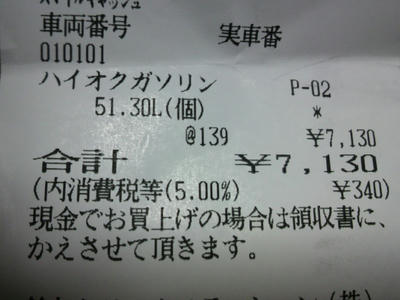 車両番号 実車番
010101
ハイオクガソリン P-02
51.30L(個) *
@139 ¥7,130
合計 ¥7,130
(内消費税等(5.00%) ¥340)
現金でお買上げの場合は領収書に、
かえさせて頂きます。